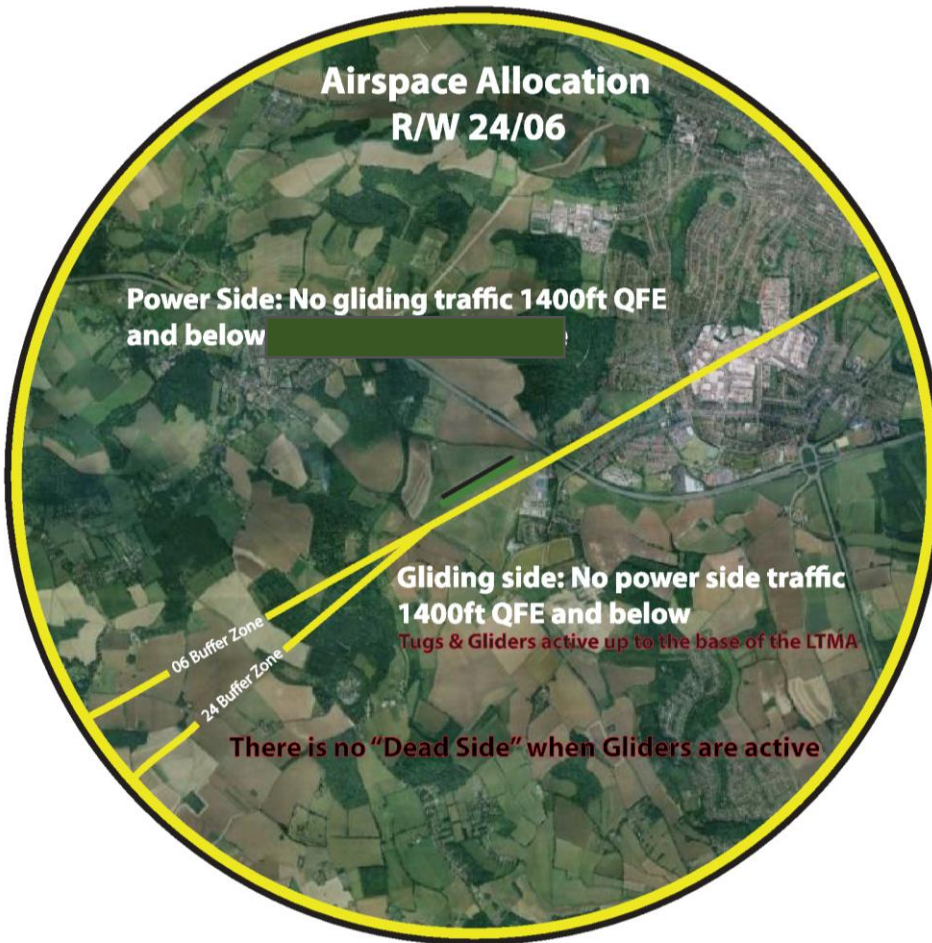 Airspace Allocation
R/W 24/06
Power Side: No gliding traffic 1400ft QFE
and below
Gliding side: No power side traffic
1400ft QFE and below
Tugs & Gliders active up to the base of the LTMA
06 Buffer Zone
24 Buffer Zone
There is no "Dead Side" when Gliders are active